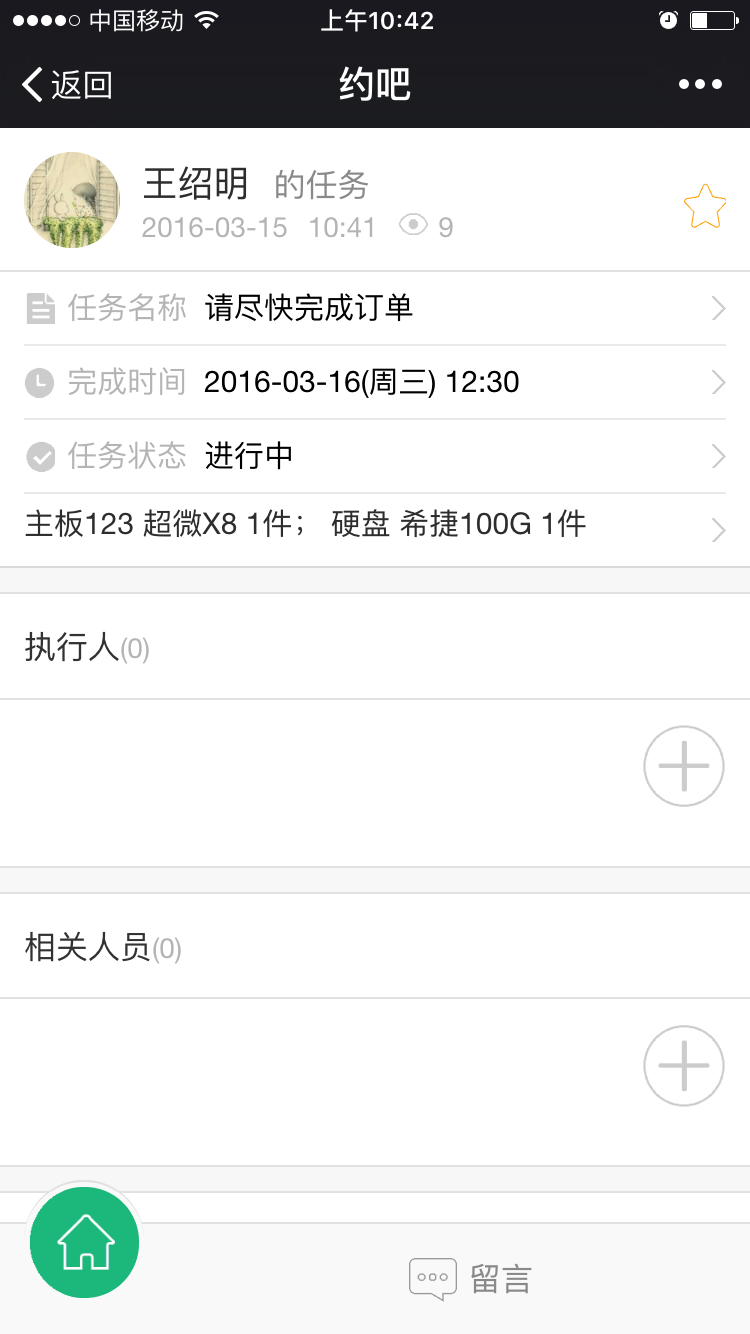 中国移动 上午10:42
返回 约吧
王绍明 的任务
2016-03-15 10:41 9
任务名称 请尽快完成订单
完成时间 2016-03-16(周三) 12:30
任务状态 进行中
主板123 超微X8 1件； 硬盘 希捷100G 1件
执行人(0)
相关人员(0)
留言